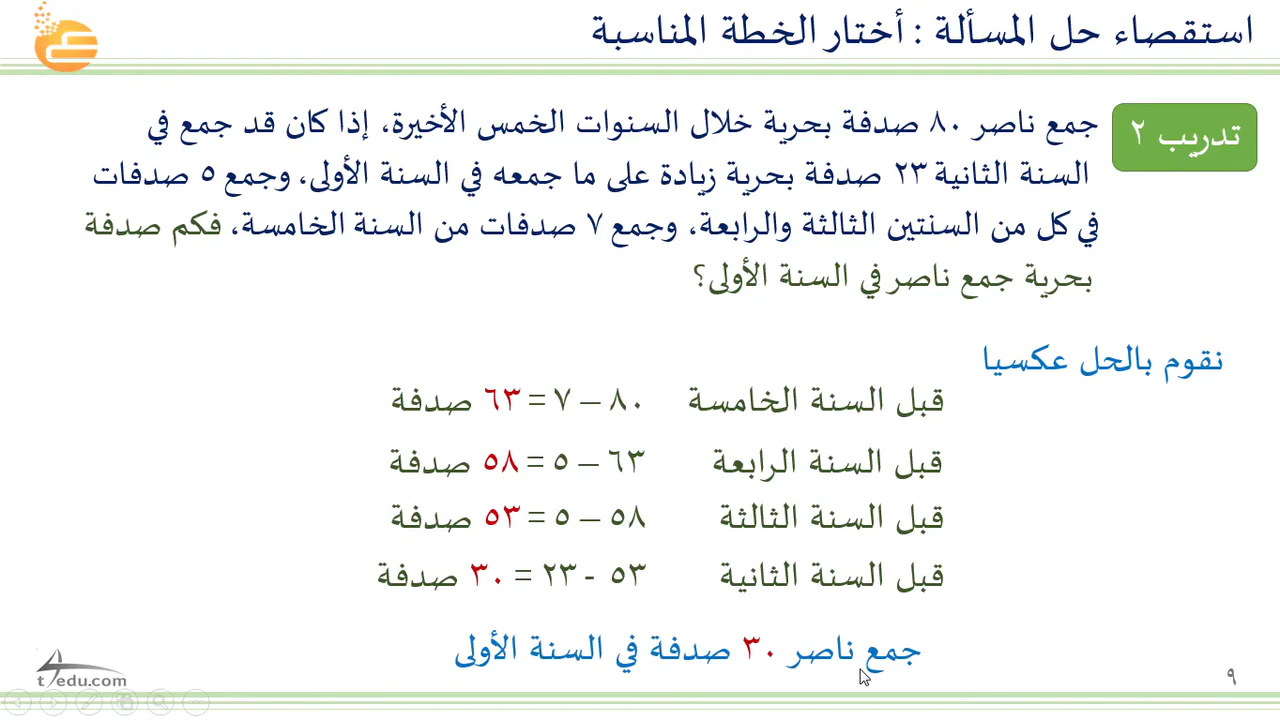 استقصاء حل المسألة : أختار الخطة المناسبة
تدريب ٢
جمع ناصر ٨٠ صدفة بحرية خلال السنوات الخمس الأخيرة، إذا كان قد جمع في
السنة الثانية ٢٣ صدفة بحرية زيادة على ما جمعه في السنة الأولى، وجمع ٥ صدفات
في كل من السنتين الثالثة والرابعة، وجمع ٧ صدفات من السنة الخامسة، فكم صدفة
بحرية جمع ناصر في السنة الأولى؟
نقوم بالحل عكسيا
قبل السنة الخامسة ٨٠ – ٧ = ٦٣ صدفة
قبل السنة الرابعة ٦٣ – ٥ = ٥٨ صدفة
قبل السنة الثالثة ٥٨ – ٥ = ٥٣ صدفة
قبل السنة الثانية ٥٣ - ٢٣ = ٣٠ صدفة
جمع ناصر ٣٠ صدفة في السنة الأولى
t4edu.com
٩